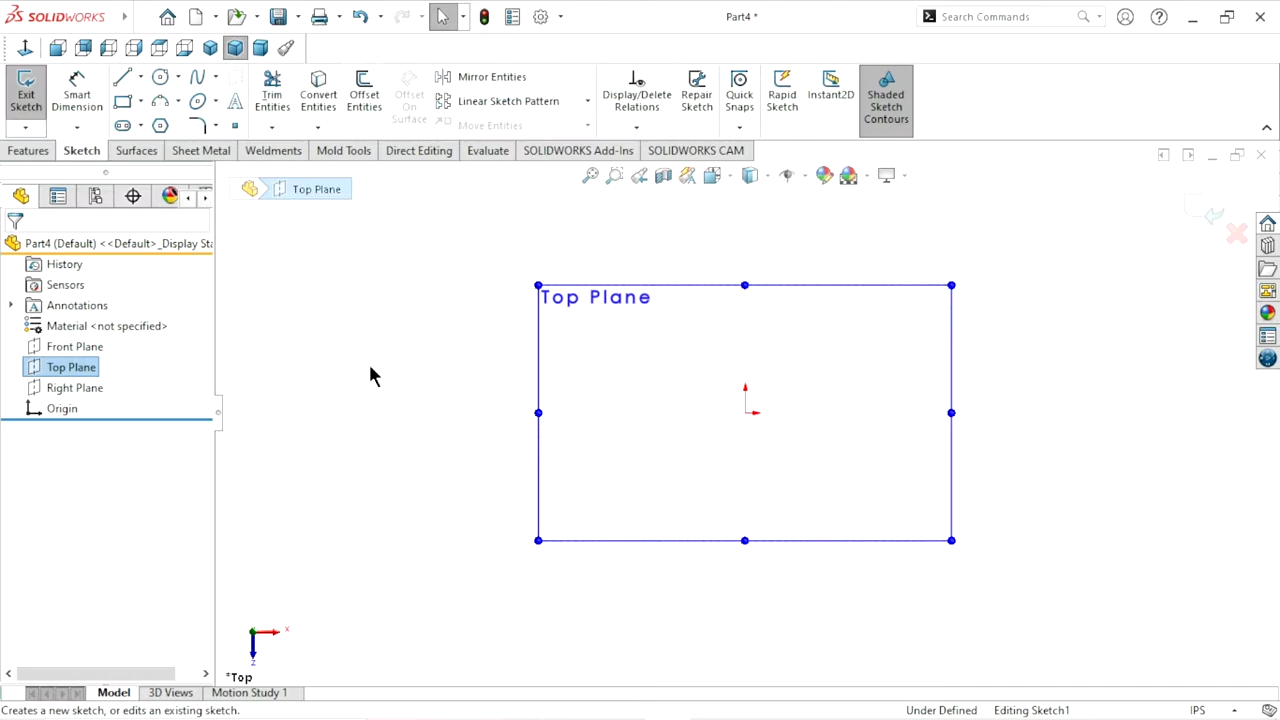 SOLIDWORKS
Part4 *
Search Commands
Exit Sketch
Smart Dimension
Trim Entities
Convert Entities
Offset Entities
Offset On Surface
Mirror Entities
Linear Sketch Pattern
Move Entities
Display/Delete Relations
Repair Sketch
Quick Snaps
Rapid Sketch
Instant2D
Shaded Sketch Contours
Features
Sketch
Surfaces
Sheet Metal
Weldments
Mold Tools
Direct Editing
Evaluate
SOLIDWORKS Add-Ins
SOLIDWORKS CAM
Top Plane
Part4 (Default) <<Default>_Display Sta
History
Sensors
Annotations
Material <not specified>
Front Plane
Top Plane
Right Plane
Origin
Top Plane
X
Z
*Top
Model
3D Views
Motion Study 1
Creates a new sketch, or edits an existing sketch.
Under Defined
Editing Sketch1
IPS